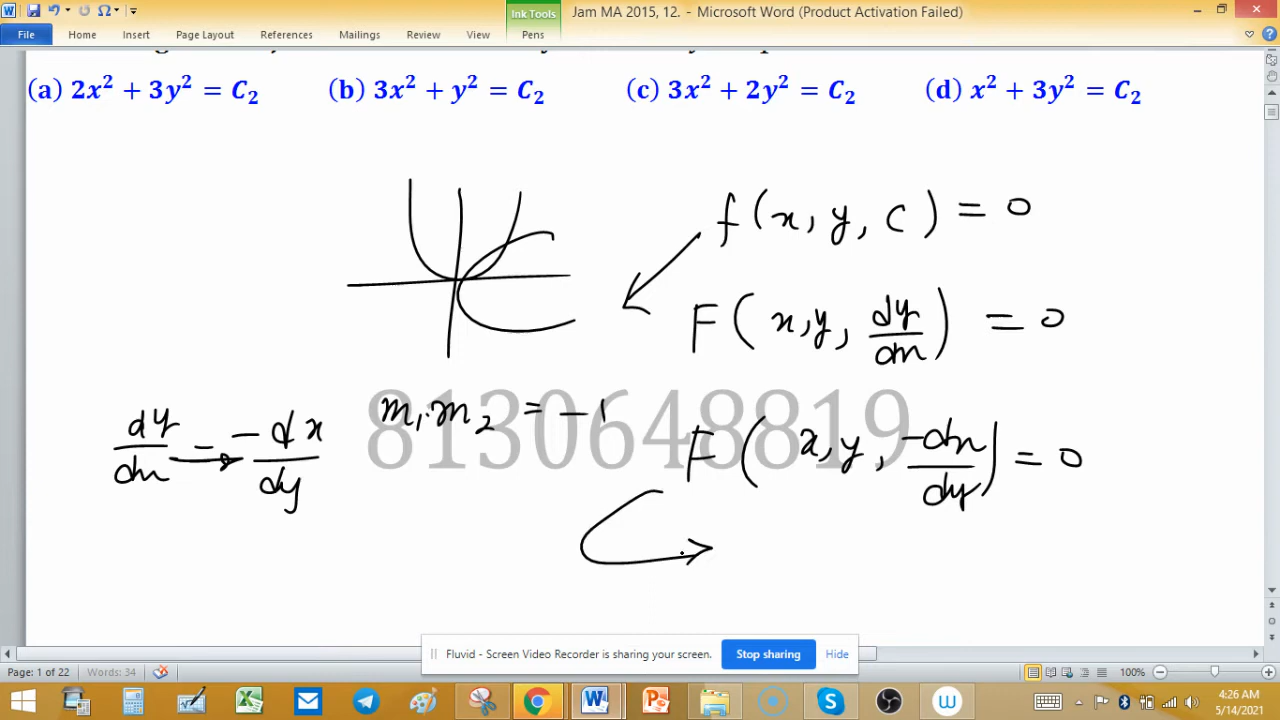 Ink Tools
Jam MA 2015, 12. - Microsoft Word (Product Activation Failed)
File Home Insert Page Layout References Mailings Review View Pens
(a) 2x² + 3y² = C₂ (b) 3x² + y² = C₂ (c) 3x² + 2y² = C₂ (d) x² + 3y² = C₂
f(x, y, c) = 0
F(x, y, dy/dx) = 0
8130648819
m₁.m₂ = -1
dy/dx = -dx/dy
F(x, y, -dx/dy) = 0
Fluvid - Screen Video Recorder is sharing your screen. Stop sharing Hide
Page: 1 of 22 Words: 34 100%
4:26 AM
5/14/2021